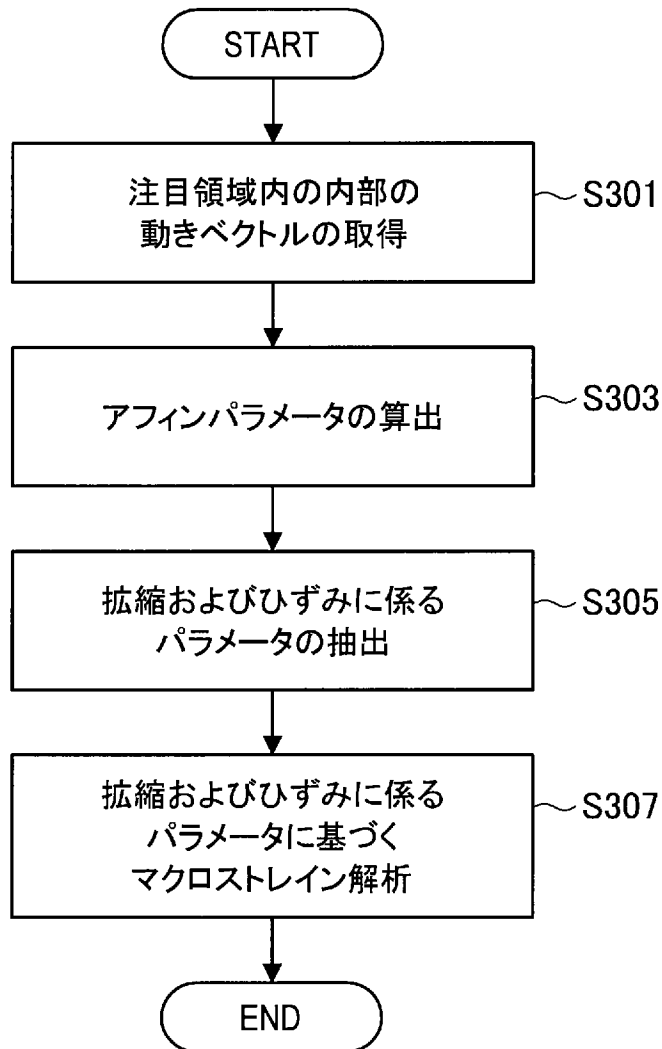 START
注目領域内の内部の
動きベクトルの取得
S301
アフィンパラメータの算出
S303
拡縮およびひずみに係る
パラメータの抽出
S305
拡縮およびひずみに係る
パラメータに基づく
マクロストレイン解析
S307
END